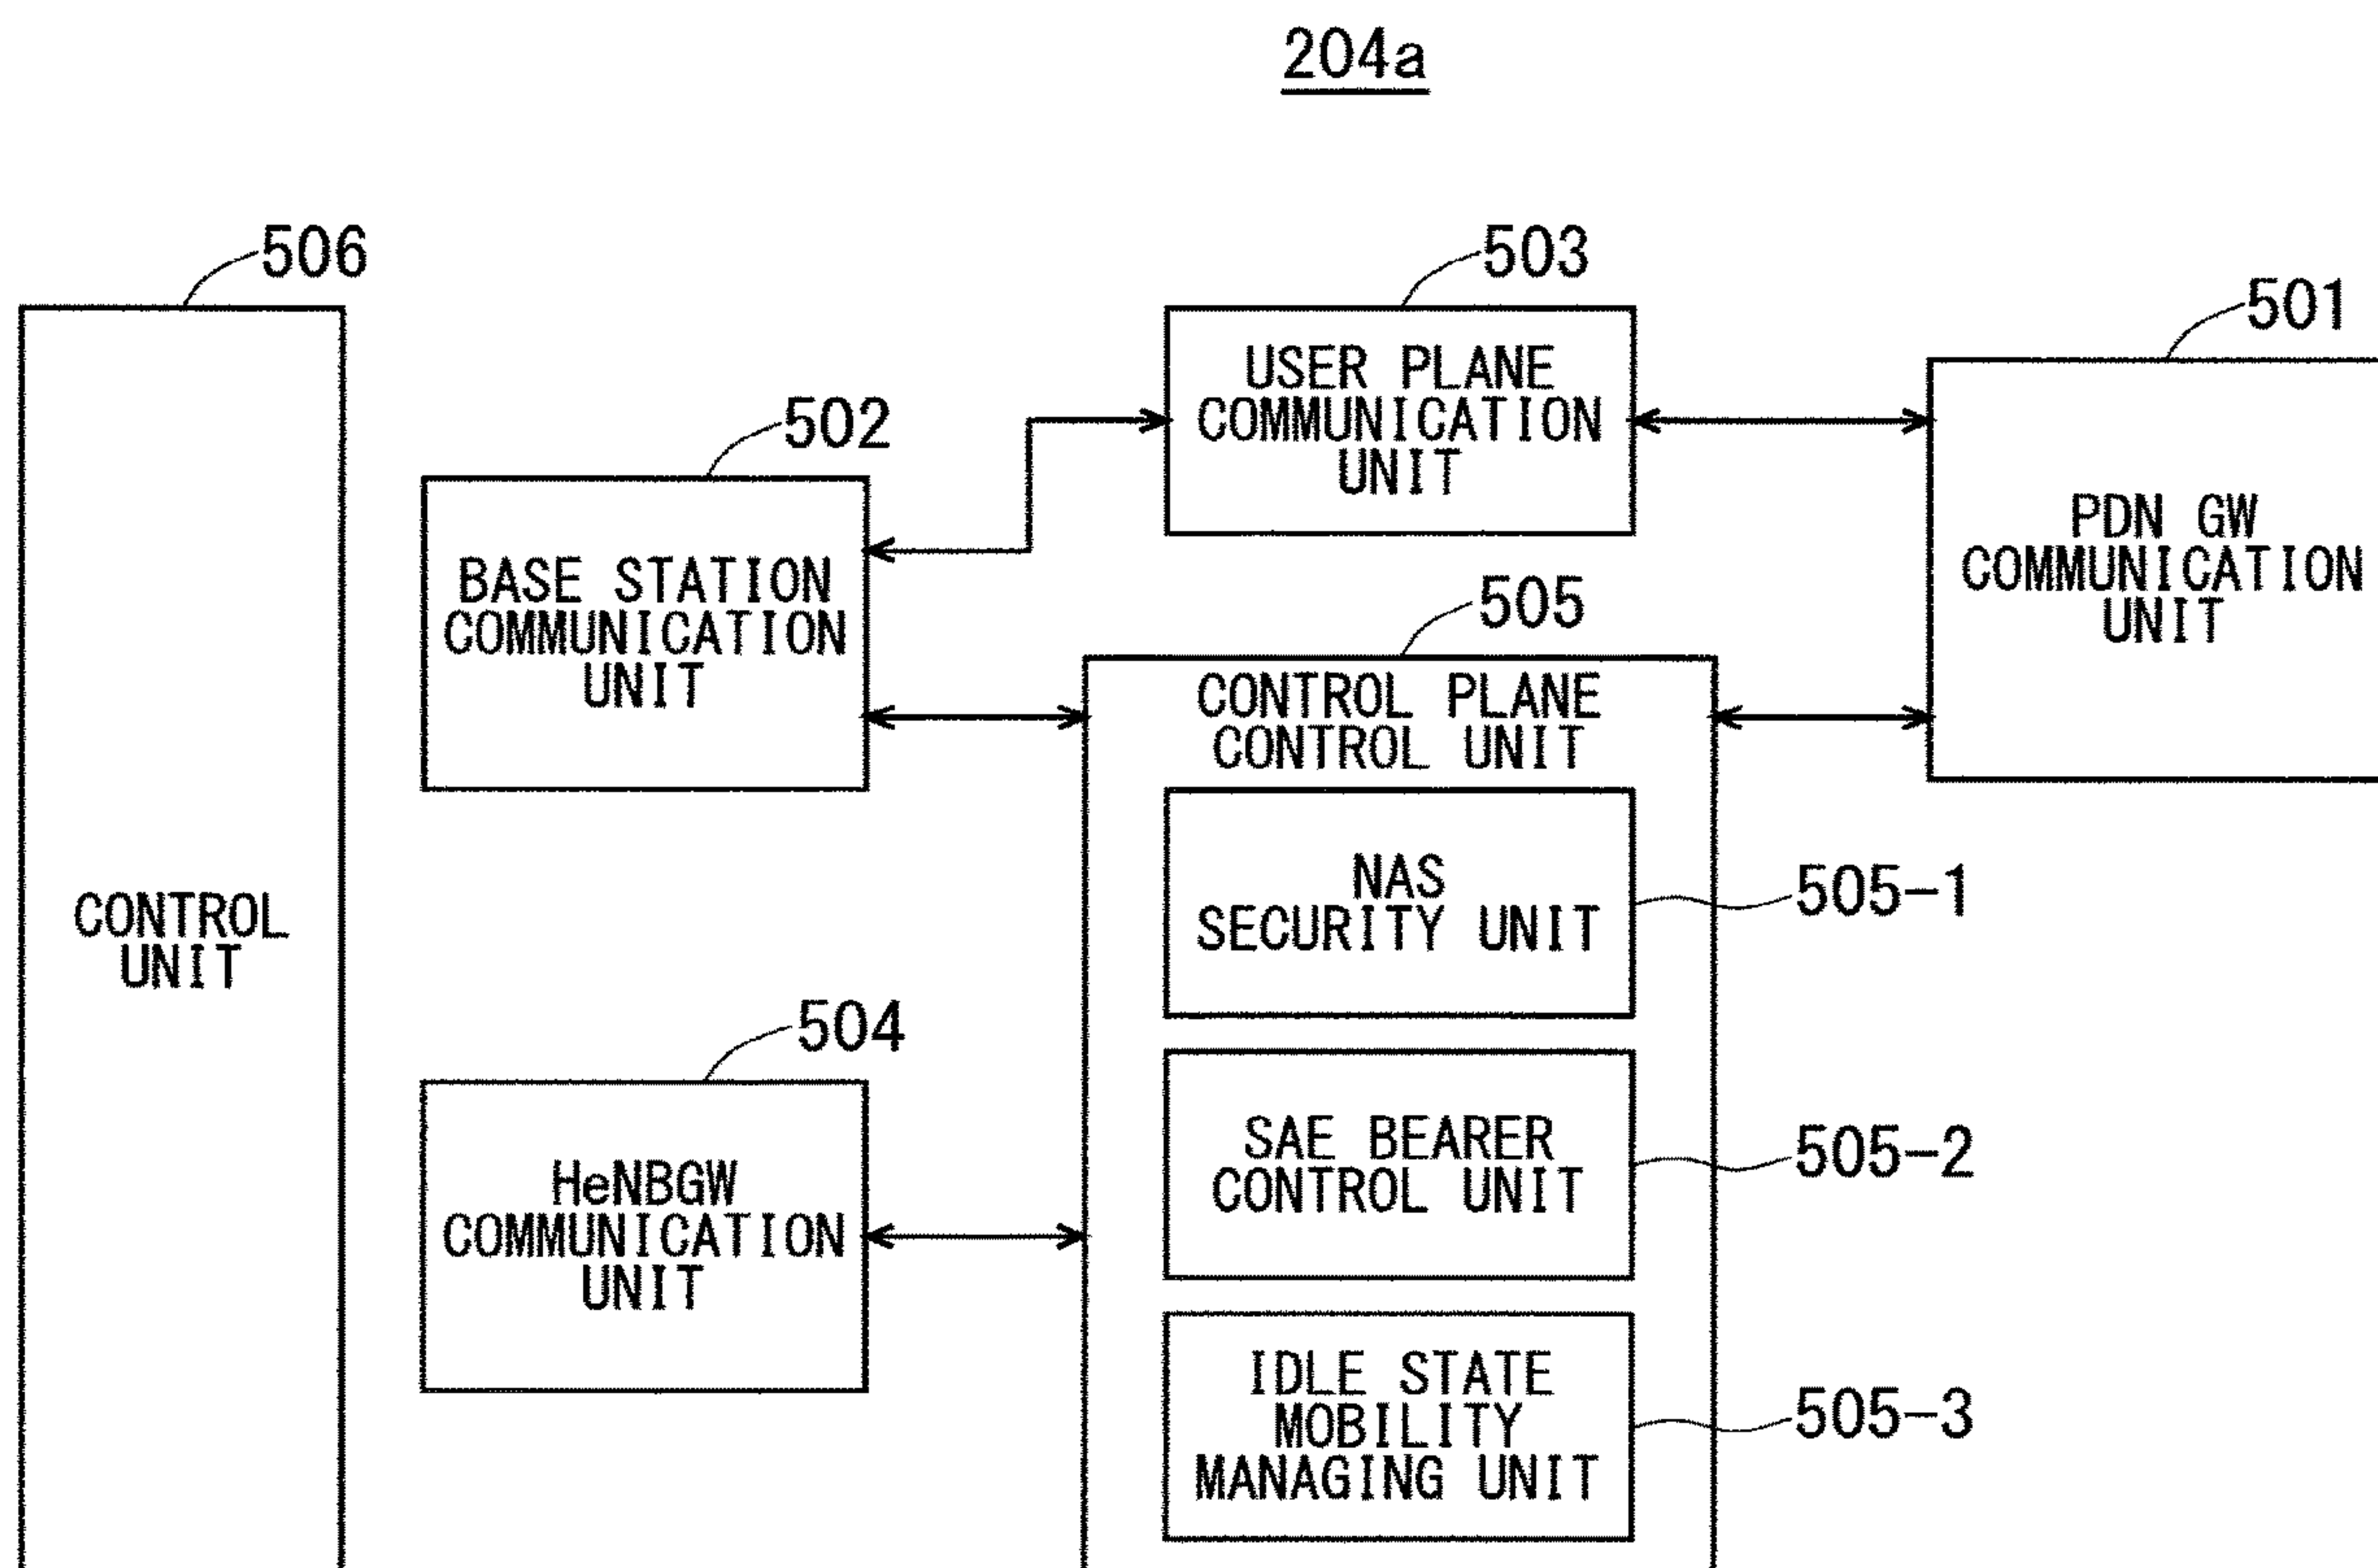 204a
506
503
501
502
USER PLANE
COMMUNICATION
UNIT
PDN GW
COMMUNICATION
UNIT
BASE STATION
COMMUNICATION
UNIT
505
CONTROL PLANE
CONTROL UNIT
NAS
SECURITY UNIT
505-1
CONTROL
UNIT
504
SAE BEARER
CONTROL UNIT
505-2
HeNBGW
COMMUNICATION
UNIT
IDLE STATE
MOBILITY
MANAGING UNIT
505-3